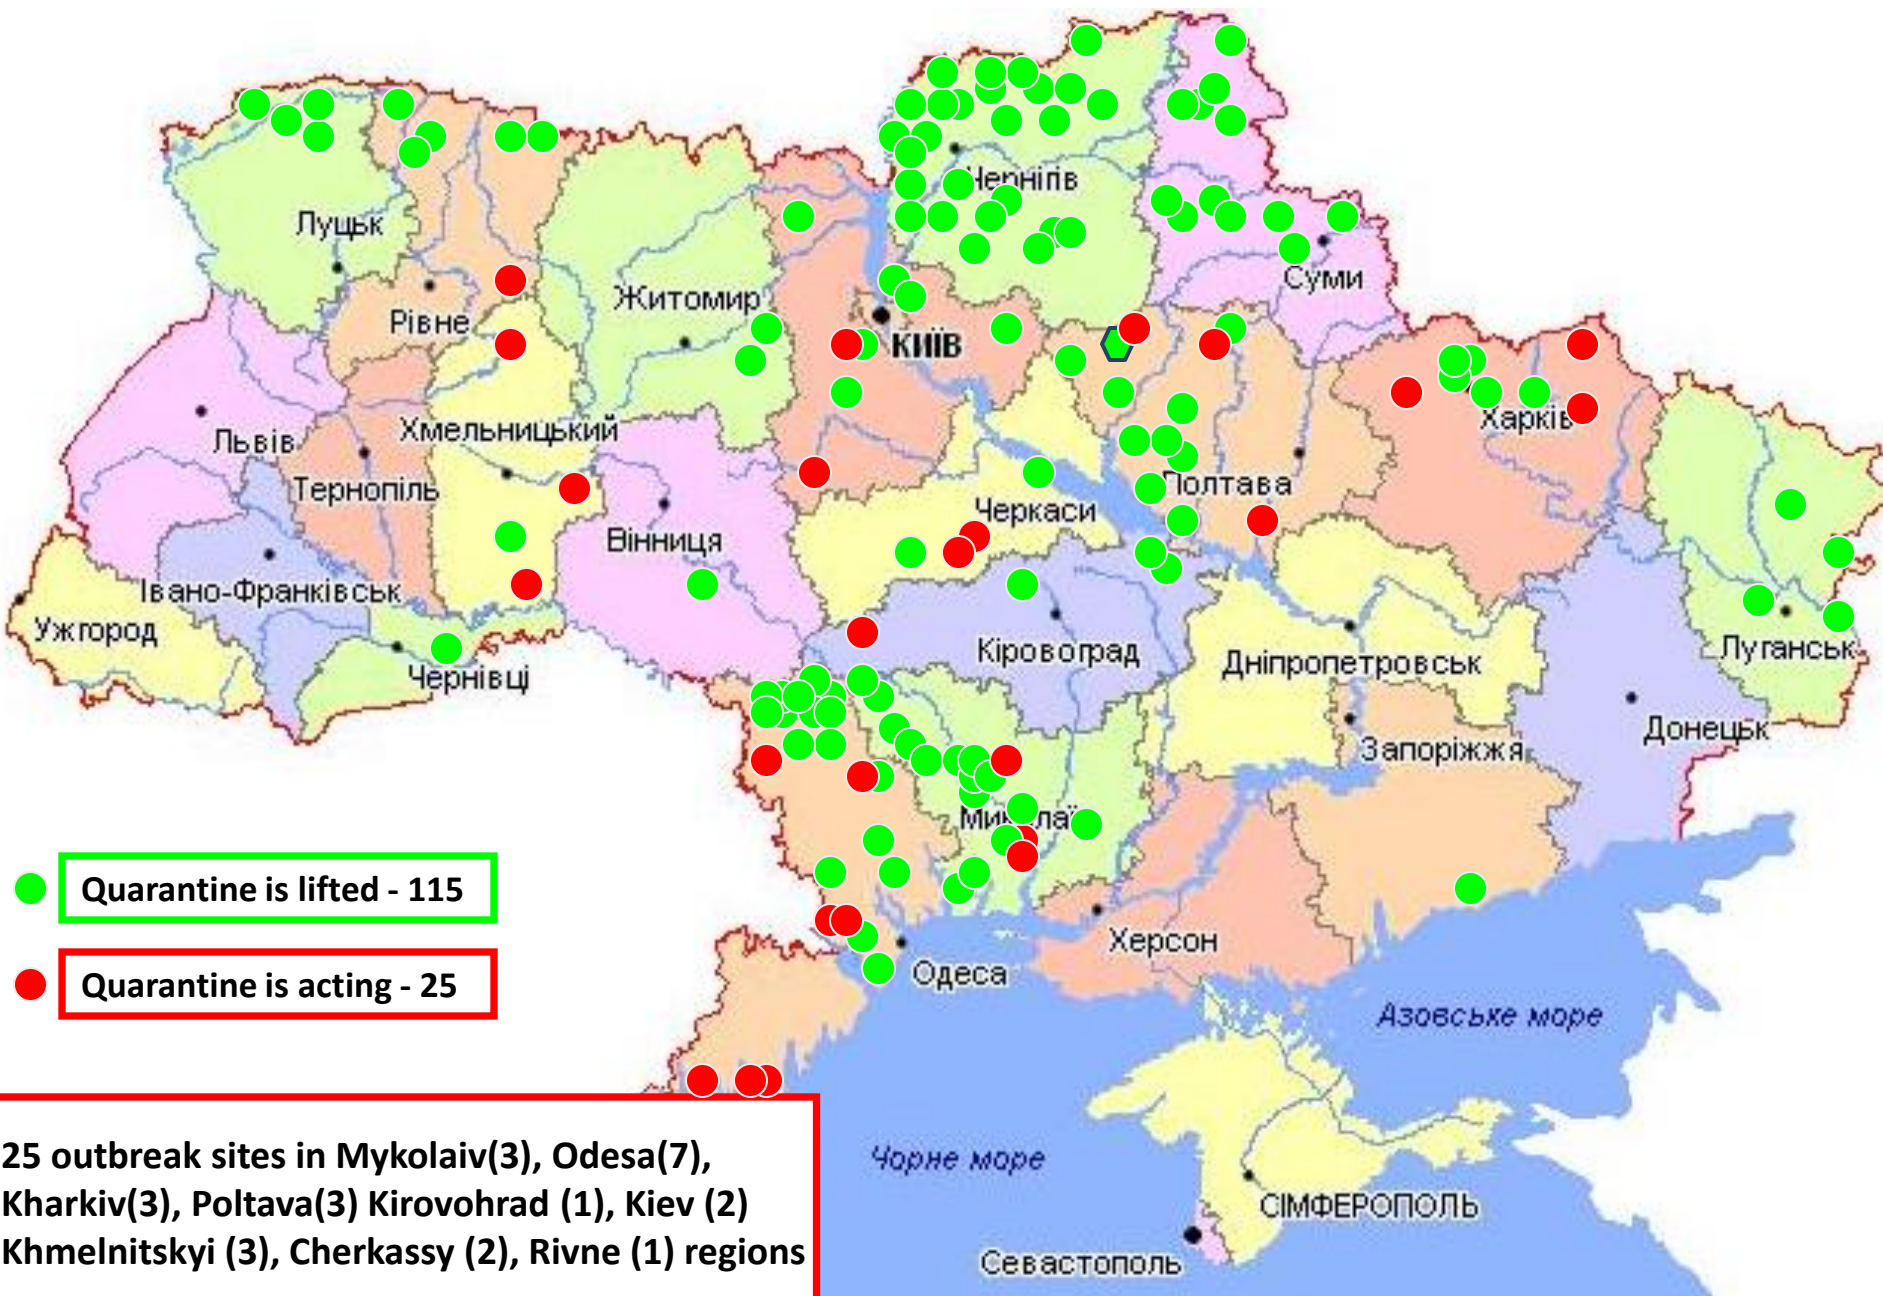 Чернігів
Луцьк
Суми
Житомир
Рівне
КИЇВ
Харків
Хмельницький
Львів
Тернопіль
Полтава
Черкаси
Вінниця
Івано-Франківськ
Ужгород
Кіровоград
Луганськ
Чернівці
Дніпропетровськ
Донецьк
Запоріжжя
Миколаї
Quarantine is lifted - 115
Херсон
Одеса
Quarantine is acting - 25
Азовське море
25 outbreak sites in Mykolaiv(3), Odesa(7),
Kharkiv(3), Poltava(3) Kirovohrad (1), Kiev (2)
Khmelnitskyi (3), Cherkassy (2), Rivne (1) regions
Чорне море
СІМФЕРОПОЛЬ
Севастополь